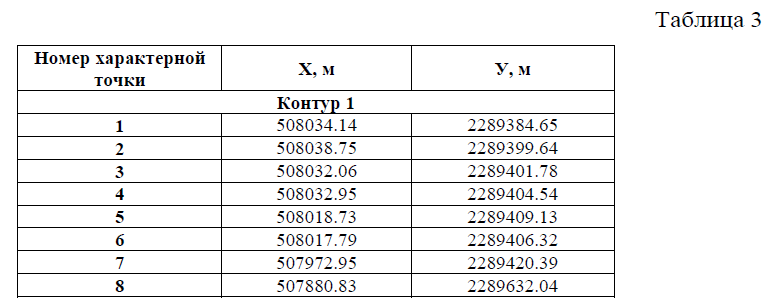 Таблица 3
Номер характерной точки | X, м | У, м
Контур 1
1 | 508034.14 | 2289384.65
2 | 508038.75 | 2289399.64
3 | 508032.06 | 2289401.78
4 | 508032.95 | 2289404.54
5 | 508018.73 | 2289409.13
6 | 508017.79 | 2289406.32
7 | 507972.95 | 2289420.39
8 | 507880.83 | 2289632.04